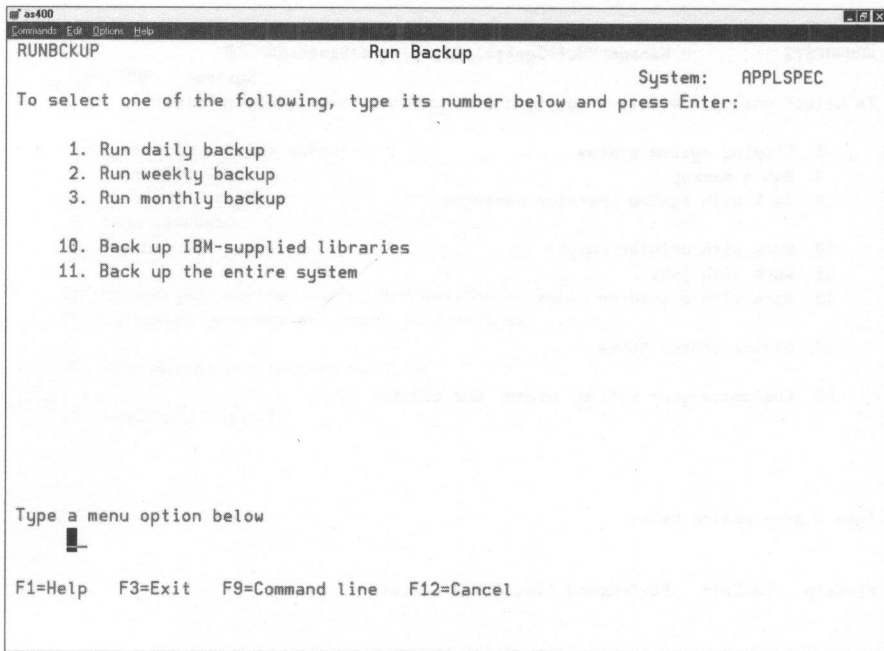 as400
Commands Edit Options Help
RUNBCKUP Run Backup
System: APPLSPEC
To select one of the following, type its number below and press Enter:
1. Run daily backup
2. Run weekly backup
3. Run monthly backup
10. Back up IBM-supplied libraries
11. Back up the entire system
Type a menu option below
F1=Help F3=Exit F9=Command line F12=Cancel